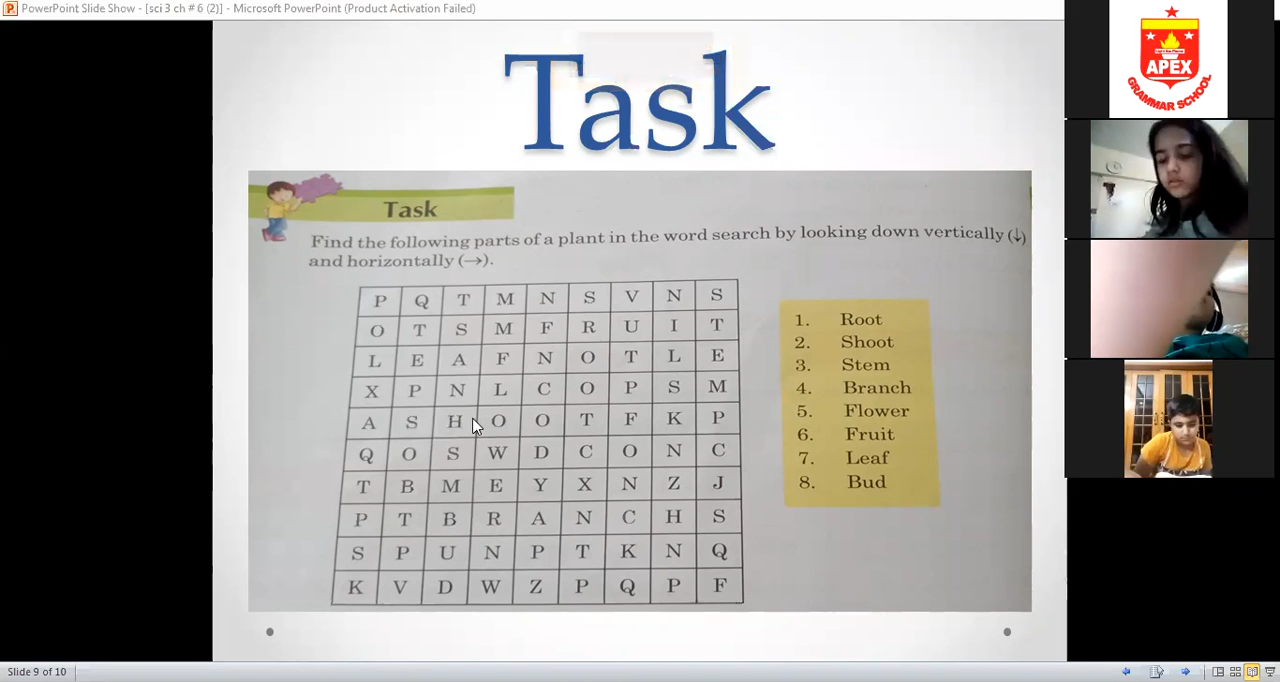 PowerPoint Slide Show - [sci 3 ch # 6 (2)] - Microsoft PowerPoint (Product Activation Failed)
APEX
GRAMMAR SCHOOL
Task
Task
Find the following parts of a plant in the word search by looking down vertically (↓)
and horizontally (→).
P Q T M N S V N S
O T S M F R U I T
L E A F N O T L E
X P N L C O P S M
A S H O O T F K P
Q O S W D C O N C
T B M E Y X N Z J
P T B R A N C H S
S P U N P T K N Q
K V D W Z P Q P F
1. Root
2. Shoot
3. Stem
4. Branch
5. Flower
6. Fruit
7. Leaf
8. Bud
Slide 9 of 10